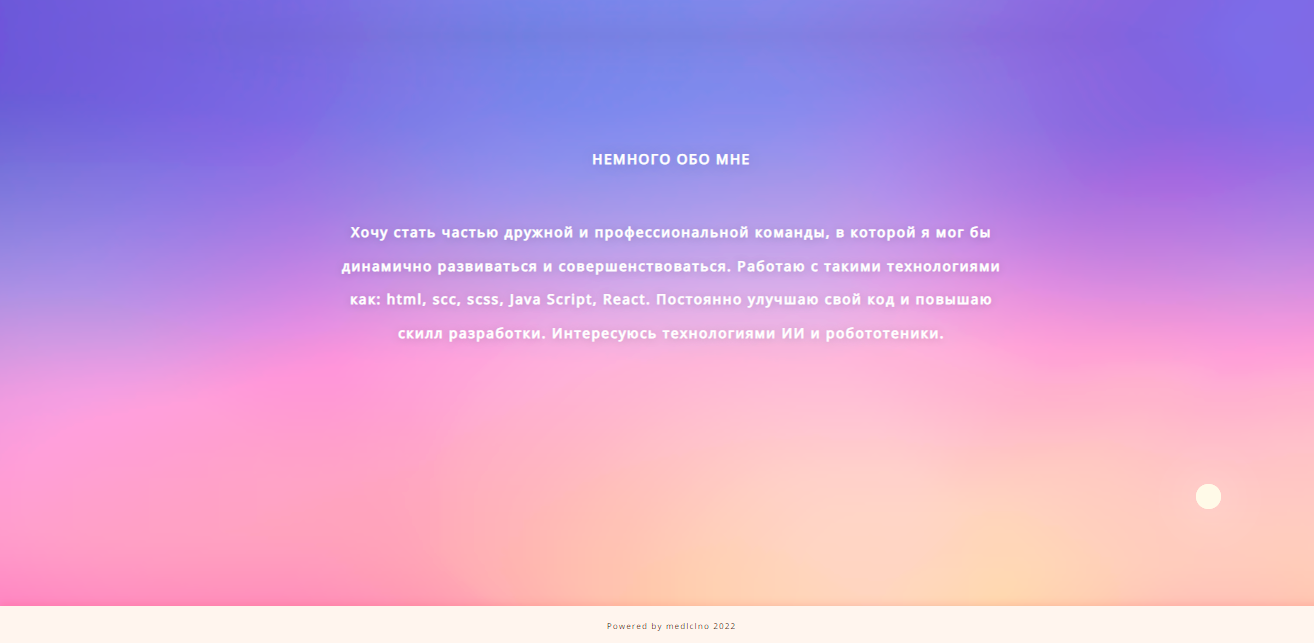 НЕМНОГО ОБО МНЕ
Хочу стать частью дружной и профессиональной команды, в которой я мог бы
динамично развиваться и совершенствоваться. Работаю с такими технологиями
как: html, scc, scss, Java Script, React. Постоянно улучшаю свой код и повышаю
скилл разработки. Интересуюсь технологиями ИИ и робототеники.
Powered by medicino 2022